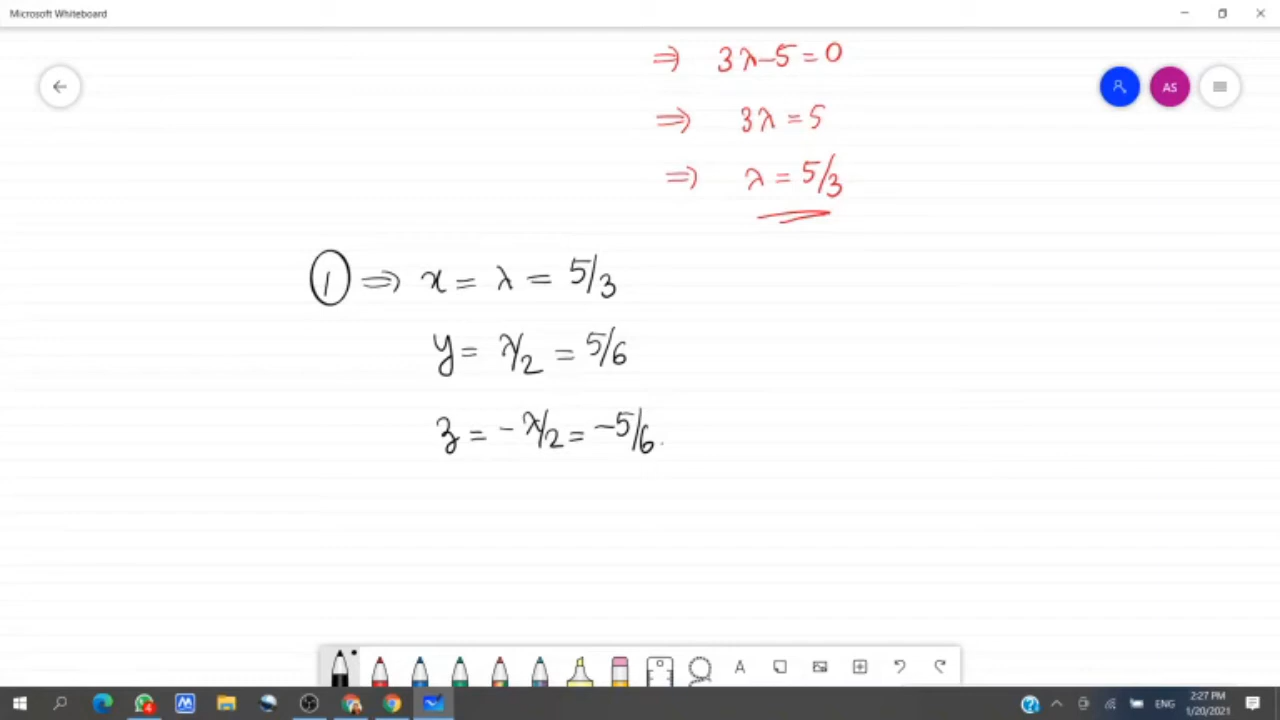 Microsoft Whiteboard
⇒ 3λ-5=0
AS
⇒ 3λ = 5
⇒ λ = 5/3
① ⇒ x = λ = 5/3
y = λ/2 = 5/6
z = -λ/2 = -5/6.
A
4
ENG
2:27 PM
1/20/2021